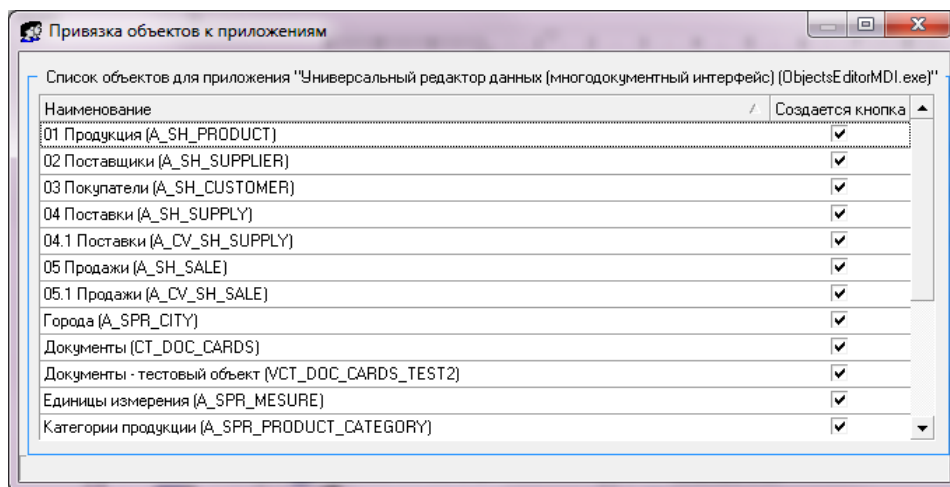 Привязка объектов к приложениям
Список объектов для приложения "Универсальный редактор данных (многодокументный интерфейс) (ObjectsEditorMDI.exe)"
Наименование Создается кнопка
01 Продукция (A_SH_PRODUCT)
02 Поставщики (A_SH_SUPPLIER)
03 Покупатели (A_SH_CUSTOMER)
04 Поставки (A_SH_SUPPLY)
04.1 Поставки (A_CV_SH_SUPPLY)
05 Продажи (A_SH_SALE)
05.1 Продажи (A_CV_SH_SALE)
Города (A_SPR_CITY)
Документы (CT_DOC_CARDS)
Документы - тестовый объект (VCT_DOC_CARDS_TEST2)
Единицы измерения (A_SPR_MESURE)
Категории продукции (A_SPR_PRODUCT_CATEGORY)